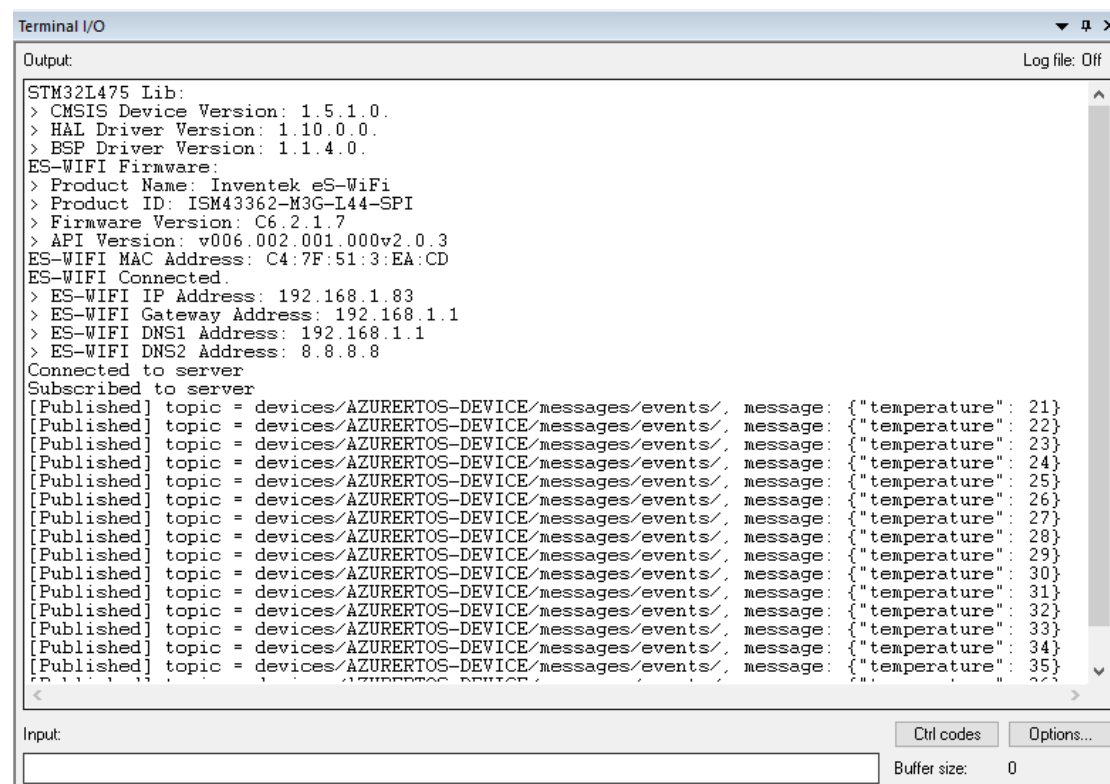 Terminal I/O
Output:
Log file: Off
STM32L475 Lib:
> CMSIS Device Version: 1.5.1.0.
> HAL Driver Version: 1.10.0.0.
> BSP Driver Version: 1.1.4.0.
ES-WIFI Firmware:
> Product Name: Inventek eS-WiFi
> Product ID: ISM43362-M3G-L44-SPI
> Firmware Version: C6.2.1.7
> API Version: v006.002.001.000v2.0.3
ES-WIFI MAC Address: C4:7F:51:3:EA:CD
ES-WIFI Connected.
> ES-WIFI IP Address: 192.168.1.83
> ES-WIFI Gateway Address: 192.168.1.1
> ES-WIFI DNS1 Address: 192.168.1.1
> ES-WIFI DNS2 Address: 8.8.8.8
Connected to server
Subscribed to server
[Published] topic = devices/AZURERTOS-DEVICE/messages/events/, message: {"temperature": 21}
[Published] topic = devices/AZURERTOS-DEVICE/messages/events/, message: {"temperature": 22}
[Published] topic = devices/AZURERTOS-DEVICE/messages/events/, message: {"temperature": 23}
[Published] topic = devices/AZURERTOS-DEVICE/messages/events/, message: {"temperature": 24}
[Published] topic = devices/AZURERTOS-DEVICE/messages/events/, message: {"temperature": 25}
[Published] topic = devices/AZURERTOS-DEVICE/messages/events/, message: {"temperature": 26}
[Published] topic = devices/AZURERTOS-DEVICE/messages/events/, message: {"temperature": 27}
[Published] topic = devices/AZURERTOS-DEVICE/messages/events/, message: {"temperature": 28}
[Published] topic = devices/AZURERTOS-DEVICE/messages/events/, message: {"temperature": 29}
[Published] topic = devices/AZURERTOS-DEVICE/messages/events/, message: {"temperature": 30}
[Published] topic = devices/AZURERTOS-DEVICE/messages/events/, message: {"temperature": 31}
[Published] topic = devices/AZURERTOS-DEVICE/messages/events/, message: {"temperature": 32}
[Published] topic = devices/AZURERTOS-DEVICE/messages/events/, message: {"temperature": 33}
[Published] topic = devices/AZURERTOS-DEVICE/messages/events/, message: {"temperature": 34}
[Published] topic = devices/AZURERTOS-DEVICE/messages/events/, message: {"temperature": 35}
Input:
Ctrl codes
Options...
Buffer size: 0